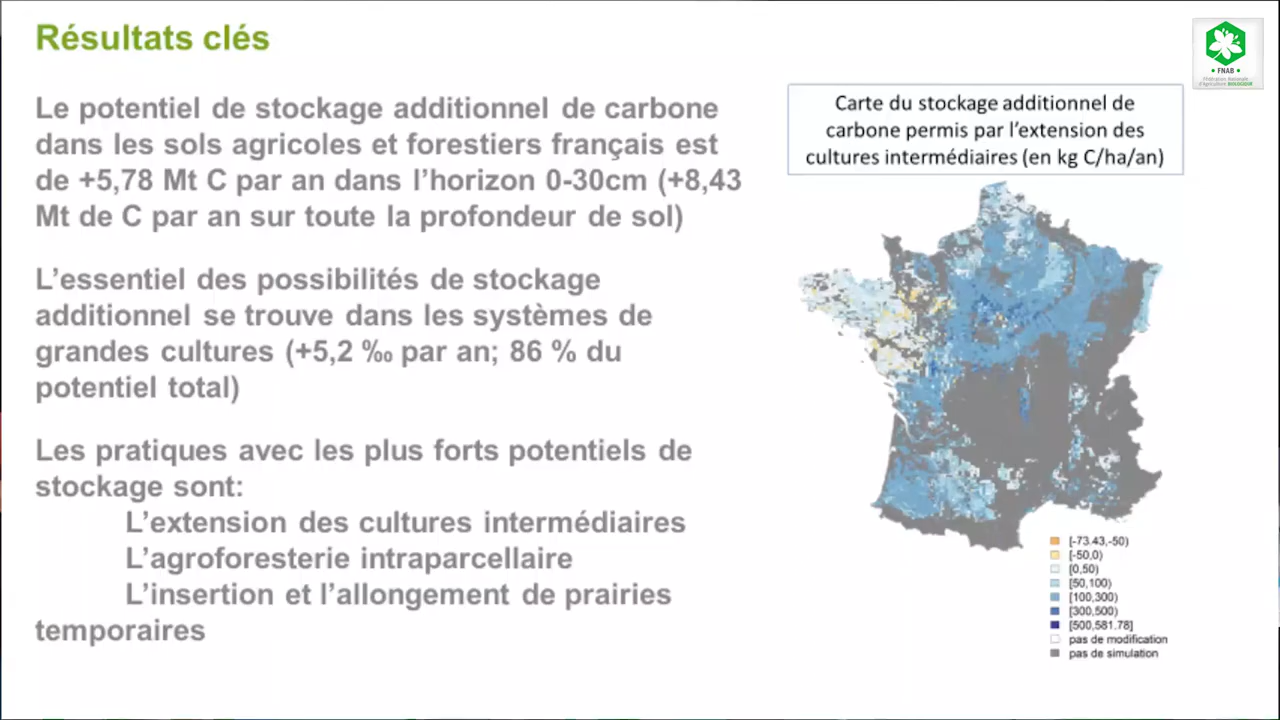 Résultats clés
Le potentiel de stockage additionnel de carbone
dans les sols agricoles et forestiers français est
de +5,78 Mt C par an dans l’horizon 0-30cm (+8,43
Mt de C par an sur toute la profondeur de sol)
L’essentiel des possibilités de stockage
additionnel se trouve dans les systèmes de
grandes cultures (+5,2 ‰ par an; 86 % du
potentiel total)
Les pratiques avec les plus forts potentiels de
stockage sont:
L’extension des cultures intermédiaires
L’agroforesterie intraparcellaire
L’insertion et l’allongement de prairies
temporaires
• FNAB •
Fédération Nationale
d'Agriculture BIOLOGIQUE
Carte du stockage additionnel de
carbone permis par l’extension des
cultures intermédiaires (en kg C/ha/an)
[-73.43,-50)
[-50,0)
[0,50)
[50,100)
[100,300)
[300,500)
[500,581.78]
pas de modification
pas de simulation